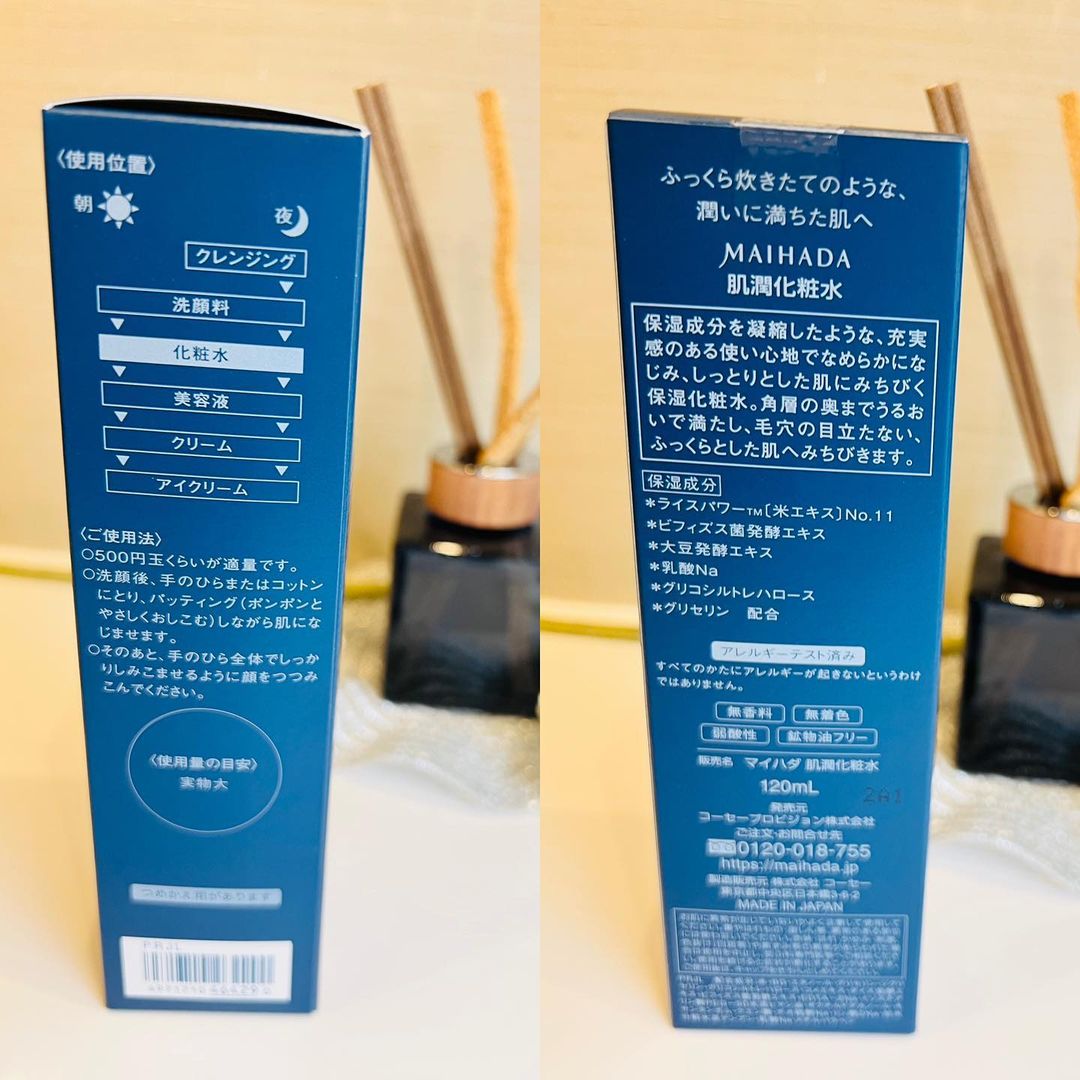 〈使用位置〉
朝
夜
クレンジング
洗顔料
化粧水
美容液
クリーム
アイクリーム
〈ご使用法〉
○500円玉くらいが適量です。
○洗顔後、手のひらまたはコットン
にとり、パッティング(ポンポンと
やさしくおしこむ)しながら肌にな
じませます。
○そのあと、手のひら全体でしっか
りしみこませるように顔をつつみ
こんでください。
〈使用量の目安〉
実物大
つめかえ用があります
PRJL
ふっくら炊きたてのような、
潤いに満ちた肌へ
MAIHADA
肌潤化粧水
保湿成分を凝縮したような、充実
感のある使い心地でなめらかにな
じみ、しっとりとした肌にみちびく
保湿化粧水。角層の奥までうるお
いで満たし、毛穴の目立たない、
ふっくらとした肌へみちびきます。
保湿成分
*ライスパワー™〔米エキス〕No.11
*ビフィズス菌発酵エキス
*大豆発酵エキス
*乳酸Na
*グリコシルトレハロース
*グリセリン 配合
アレルギーテスト済み
すべてのかたにアレルギーが起きないというわけ
ではありません。
無香料 無着色
弱酸性 鉱物油フリー
販売名 マイハダ 肌潤化粧水
120mL
2A1
発売元
コーセープロビジョン株式会社
ご注文・お問合せ先
0120-018-755
https://maihada.jp
製造販売元 株式会社 コーセー
東京都中央区日本橋3-6-2
MADE IN JAPAN